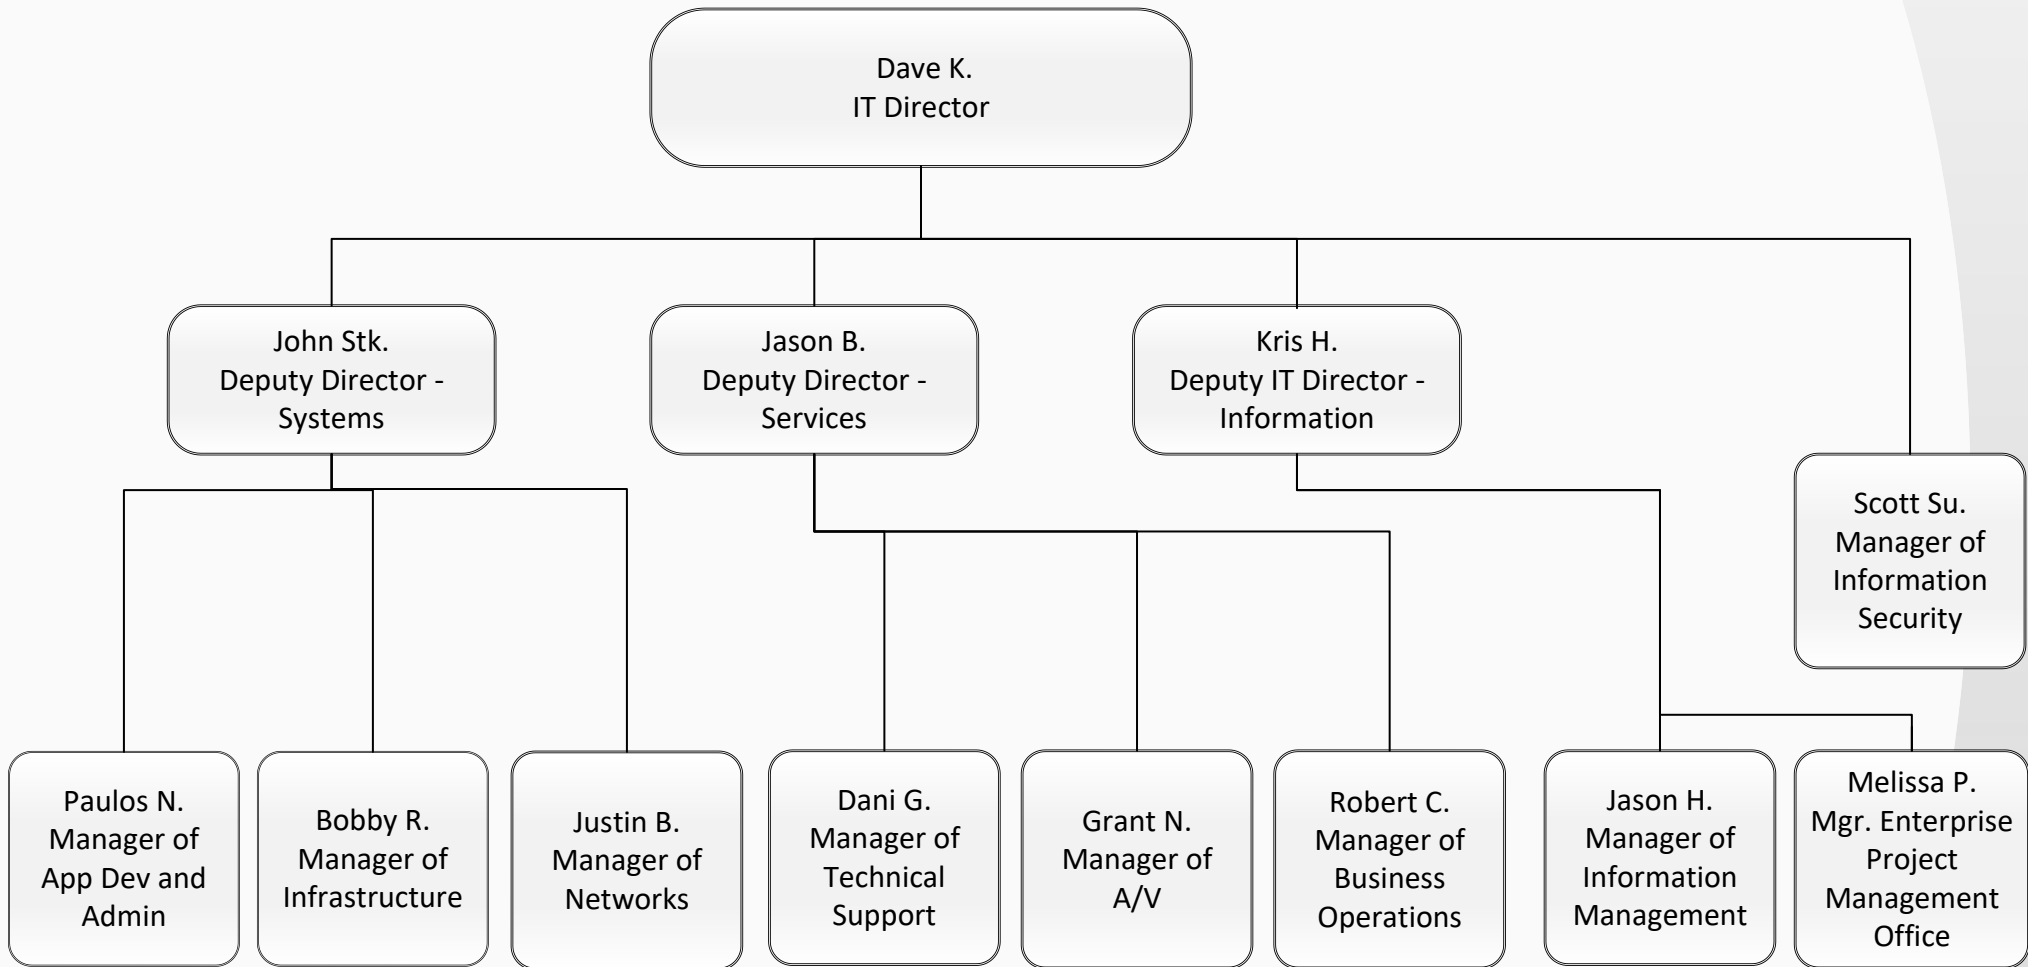 Dave K.
IT Director
John Stk.
Deputy Director -
Systems
Jason B.
Deputy Director -
Services
Kris H.
Deputy IT Director -
Information
Scott Su.
Manager of
Information
Security
Paulos N.
Manager of
App Dev and
Admin
Bobby R.
Manager of
Infrastructure
Justin B.
Manager of
Networks
Dani G.
Manager of
Technical
Support
Grant N.
Manager of
A/V
Robert C.
Manager of
Business
Operations
Jason H.
Manager of
Information
Management
Melissa P.
Mgr. Enterprise
Project
Management
Office